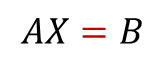 AX = B